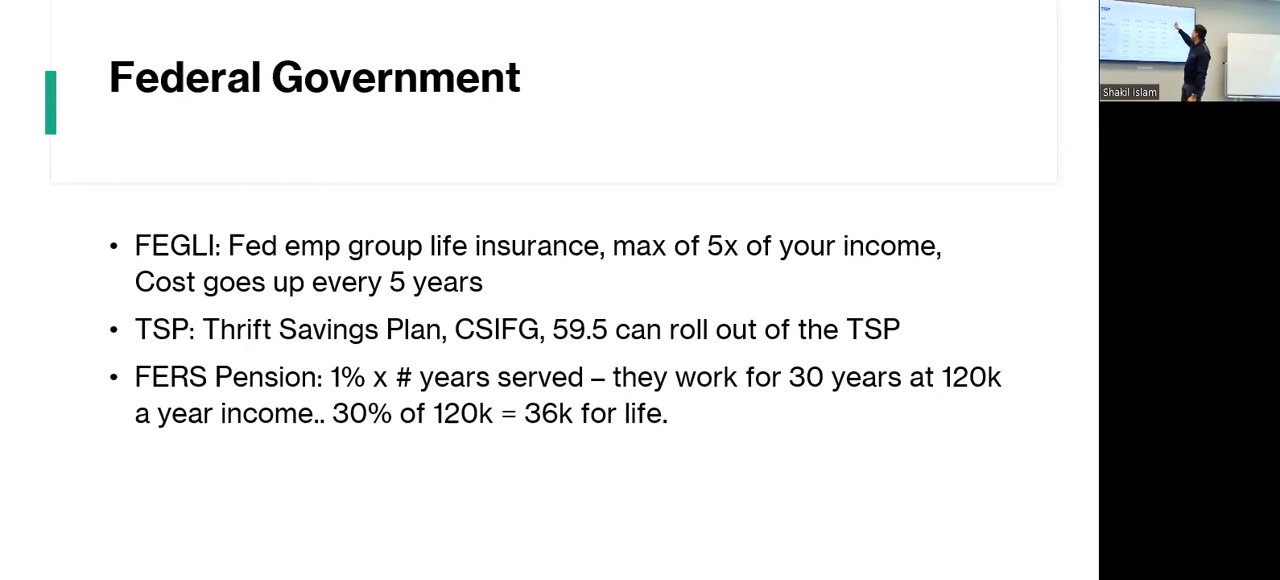 Federal Government
• FEGLI: Fed emp group life insurance, max of 5x of your income,
Cost goes up every 5 years
• TSP: Thrift Savings Plan, CSIFG, 59.5 can roll out of the TSP
• FERS Pension: 1% x # years served – they work for 30 years at 120k
a year income.. 30% of 120k = 36k for life.
TSP
Shakil Islam